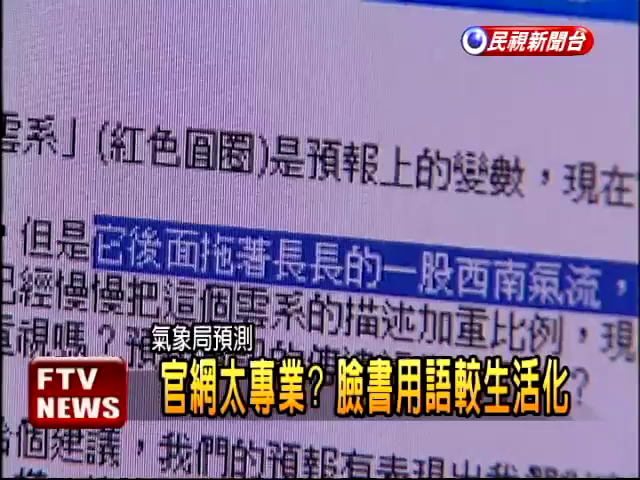 民視新聞台
雲系」(紅色圓圈)是預報上的變數，現在
，但是它後面拖著長長的一股西南氣流，
已經慢慢把這個雲系的描述加重比例，現
重視嗎？預
氣象局預測
官網太專業？臉書用語較生活化
FTV
NEWS
個建議，我們的預報有表現出我